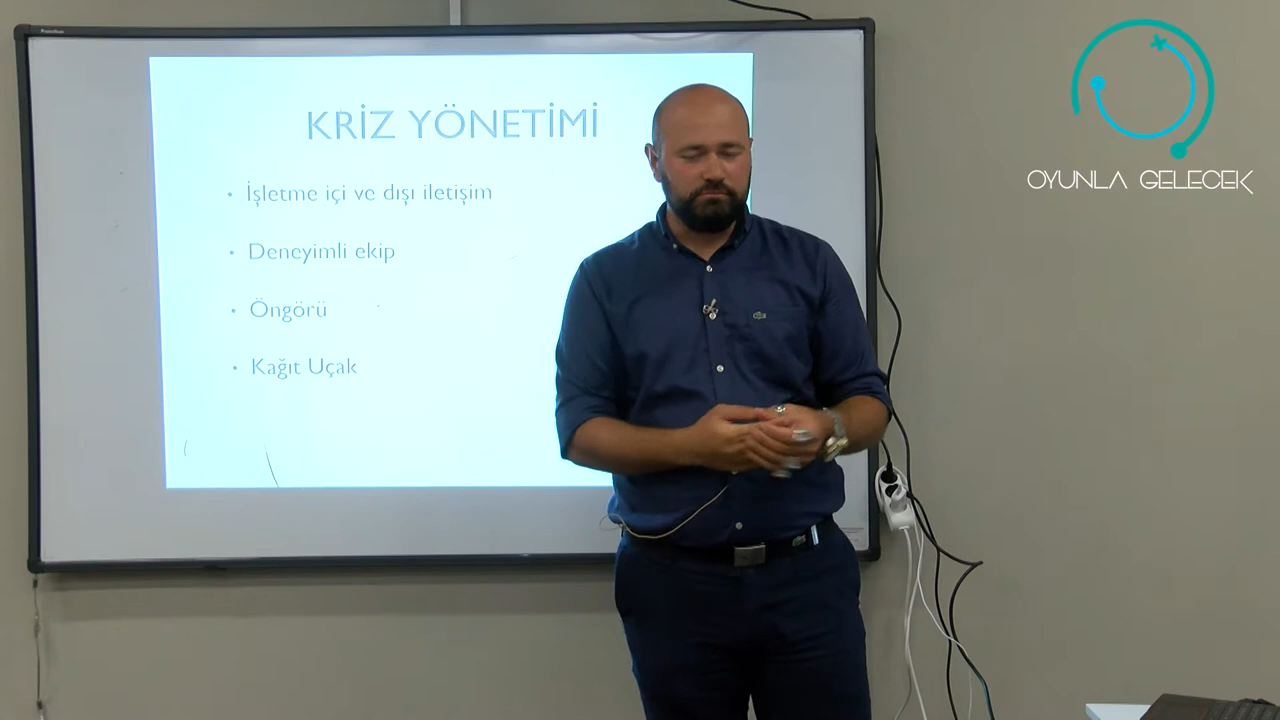 KRİZ YÖNETİMİ
• İşletme içi ve dışı iletişim
• Deneyimli ekip
• Öngörü
• Kağıt Uçak
OYUNLA GELECEK